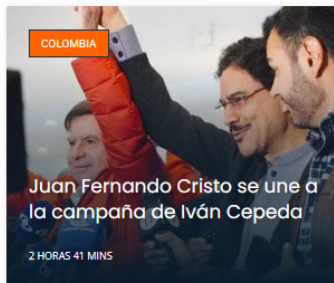 COLOMBIA
Juan Fernando Cristo se une a
la campaña de Iván Cepeda
2 HORAS 41 MINS